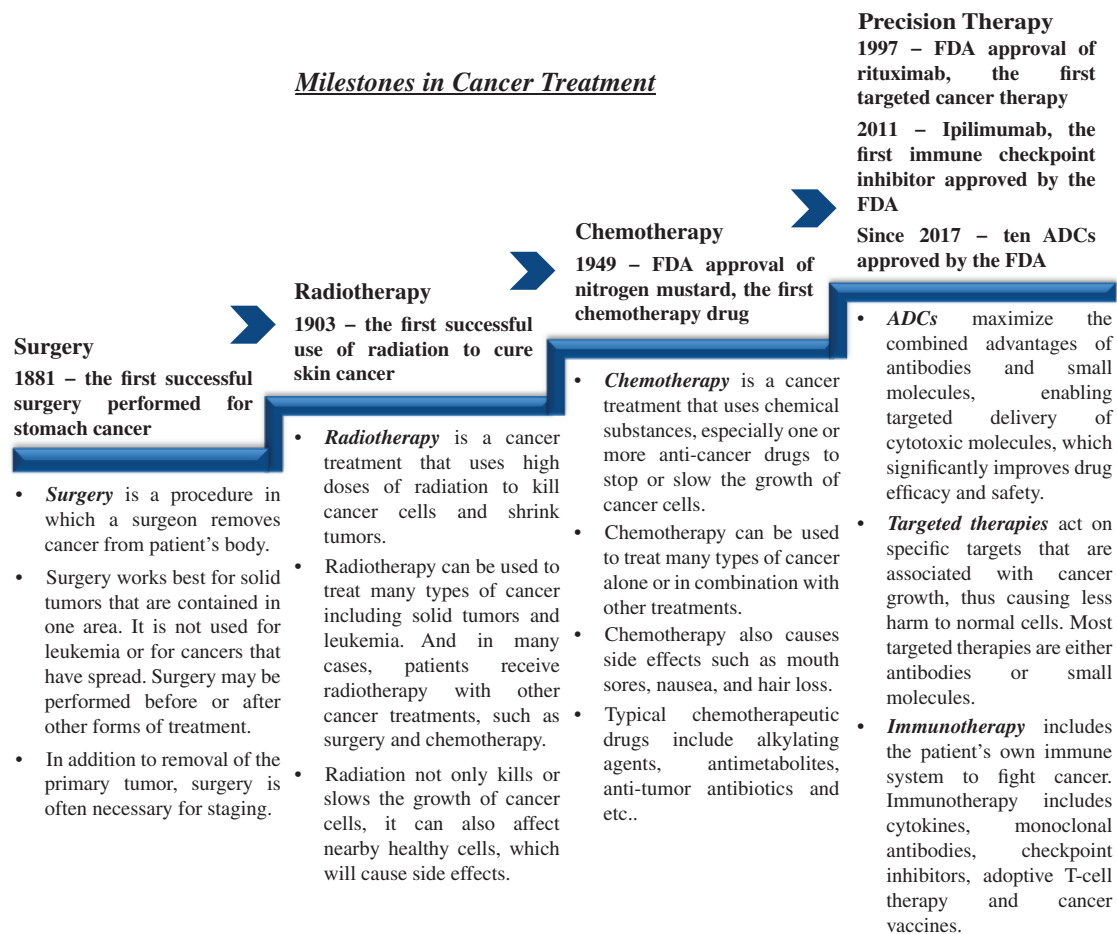 Milestones in Cancer Treatment
Surgery
1881 – the first successful
surgery performed for
stomach cancer
• Surgery is a procedure in
which a surgeon removes
cancer from patient's body.
• Surgery works best for solid
tumors that are contained in
one area. It is not used for
leukemia or for cancers that
have spread. Surgery may be
performed before or after
other forms of treatment.
• In addition to removal of the
primary tumor, surgery is
often necessary for staging.
Radiotherapy
1903 – the first successful
use of radiation to cure
skin cancer
• Radiotherapy is a cancer
treatment that uses high
doses of radiation to kill
cancer cells and shrink
tumors.
• Radiotherapy can be used to
treat many types of cancer
including solid tumors and
leukemia. And in many
cases, patients receive
radiotherapy with other
cancer treatments, such as
surgery and chemotherapy.
• Radiation not only kills or
slows the growth of cancer
cells, it can also affect
nearby healthy cells, which
will cause side effects.
Chemotherapy
1949 – FDA approval of
nitrogen mustard, the first
chemotherapy drug
• Chemotherapy is a cancer
treatment that uses chemical
substances, especially one or
more anti-cancer drugs to
stop or slow the growth of
cancer cells.
• Chemotherapy can be used
to treat many types of cancer
alone or in combination with
other treatments.
• Chemotherapy also causes
side effects such as mouth
sores, nausea, and hair loss.
• Typical chemotherapeutic
drugs include alkylating
agents, antimetabolites,
anti-tumor antibiotics and
etc..
Precision Therapy
1997 – FDA approval of
rituximab, the first
targeted cancer therapy
2011 – Ipilimumab, the
first immune checkpoint
inhibitor approved by the
FDA
Since 2017 – ten ADCs
approved by the FDA
• ADCs maximize the
combined advantages of
antibodies and small
molecules, enabling
targeted delivery of
cytotoxic molecules, which
significantly improves drug
efficacy and safety.
• Targeted therapies act on
specific targets that are
associated with cancer
growth, thus causing less
harm to normal cells. Most
targeted therapies are either
antibodies or small
molecules.
• Immunotherapy includes
the patient's own immune
system to fight cancer.
Immunotherapy includes
cytokines, monoclonal
antibodies, checkpoint
inhibitors, adoptive T-cell
therapy and cancer
vaccines.